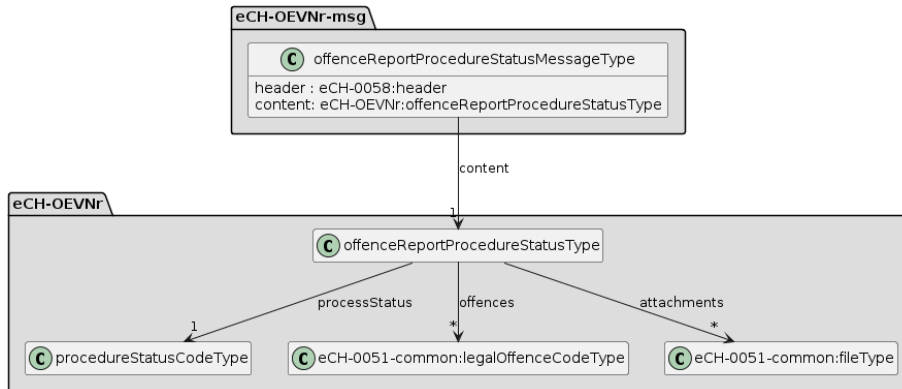 eCH-OEVNr-msg
C offenceReportProcedureStatusMessageType
header : eCH-0058:header
content: eCH-OEVNr:offenceReportProcedureStatusType
content
1
eCH-OEVNr
C offenceReportProcedureStatusType
processStatus offences attachments
1 * *
C procedureStatusCodeType C eCH-0051-common:legalOffenceCodeType C eCH-0051-common:fileType